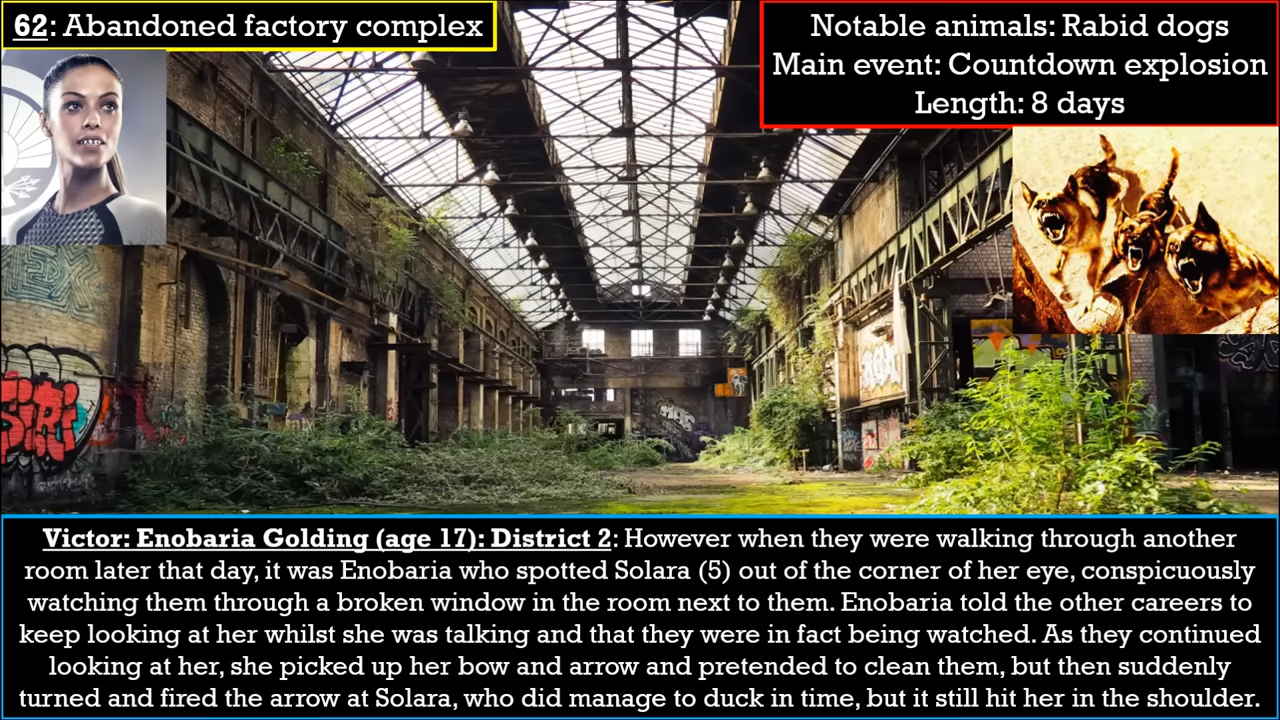 62: Abandoned factory complex
Notable animals: Rabid dogs
Main event: Countdown explosion
Length: 8 days
Victor: Enobaria Golding (age 17): District 2: However when they were walking through another
room later that day, it was Enobaria who spotted Solara (5) out of the corner of her eye, conspicuously
watching them through a broken window in the room next to them. Enobaria told the other careers to
keep looking at her whilst she was talking and that they were in fact being watched. As they continued
looking at her, she picked up her bow and arrow and pretended to clean them, but then suddenly
turned and fired the arrow at Solara, who did manage to duck in time, but it still hit her in the shoulder.